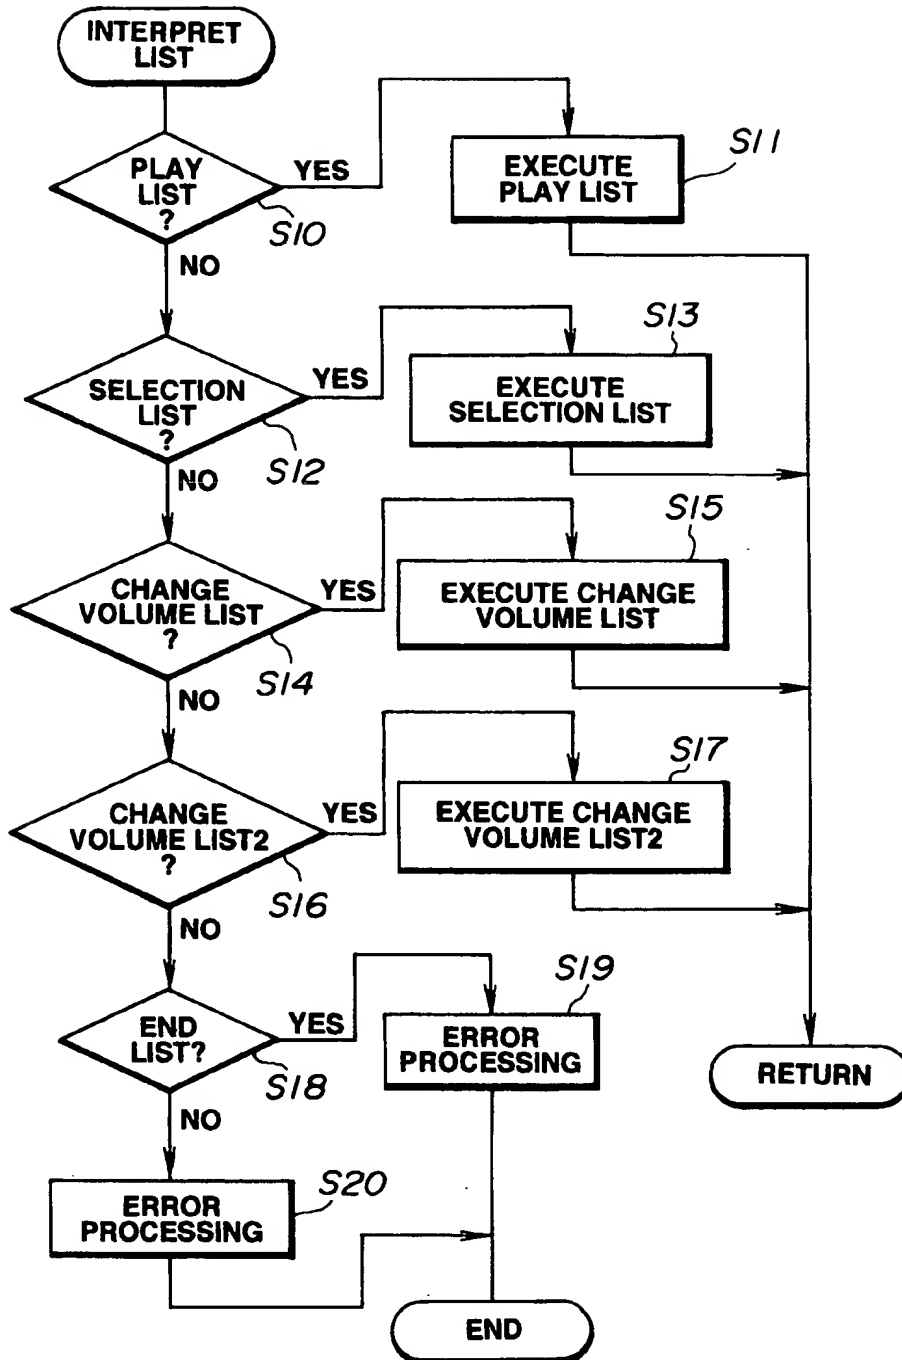 INTERPRET
LIST
PLAY
LIST
?
YES
S10
EXECUTE
PLAY LIST
S11
NO
SELECTION
LIST
?
YES
S12
EXECUTE
SELECTION LIST
S13
NO
CHANGE
VOLUME LIST
?
YES
S14
EXECUTE CHANGE
VOLUME LIST
S15
NO
CHANGE
VOLUME LIST2
?
YES
S16
EXECUTE CHANGE
VOLUME LIST2
S17
NO
END
LIST?
YES
S18
ERROR
PROCESSING
S19
RETURN
NO
ERROR
PROCESSING
S20
END